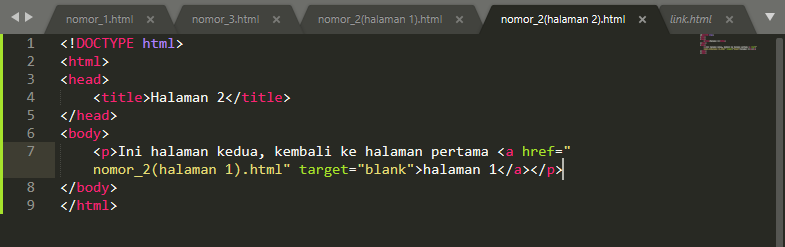 nomor_1.html
nomor_3.html
nomor_2(halaman 1).html
nomor_2(halaman 2).html
link.html
1 <!DOCTYPE html>
2 <html>
3 <head>
4 <title>Halaman 2</title>
5 </head>
6 <body>
7 <p>Ini halaman kedua, kembali ke halaman pertama <a href="
nomor_2(halaman 1).html" target="blank">halaman 1</a></p>
8 </body>
9 </html>